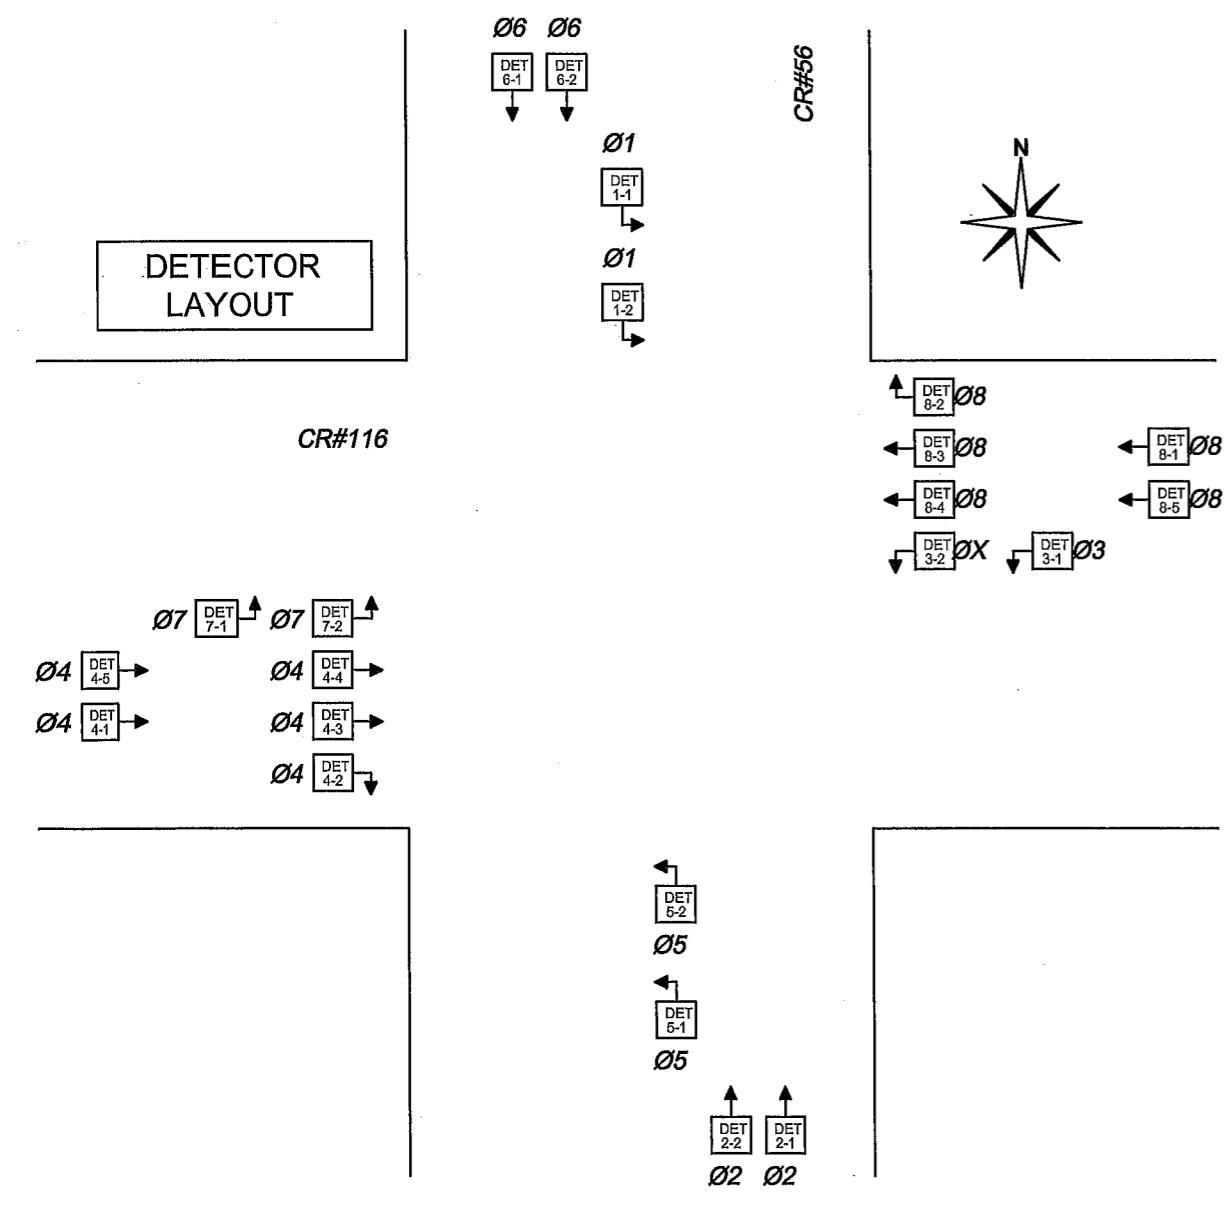 Ø6 Ø6
DET
6-1
DET
6-2
CR#56
Ø1
DET
1-1
N
Ø1
DET
1-2
DETECTOR
LAYOUT
DET
8-2
Ø8
CR#116
DET
8-3
Ø8
DET
8-1
Ø8
DET
8-4
Ø8
DET
8-5
Ø8
DET
3-2
ØX
DET
3-1
Ø3
Ø7
DET
7-1
Ø7
DET
7-2
Ø4
DET
4-5
Ø4
DET
4-4
Ø4
DET
4-1
Ø4
DET
4-3
Ø4
DET
4-2
DET
5-2
Ø5
DET
5-1
Ø5
DET
2-2
DET
2-1
Ø2 Ø2